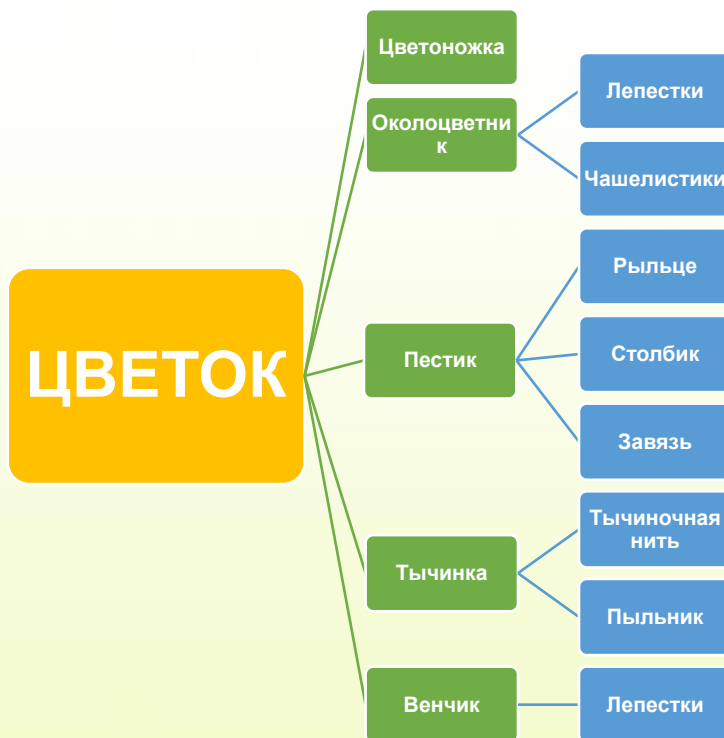 ЦВЕТОК
Цветоножка
Околоцветни
к
Лепестки
Чашелистики
Пестик
Рыльце
Столбик
Завязь
Тычинка
Тычиночная
нить
Пыльник
Венчик
Лепестки